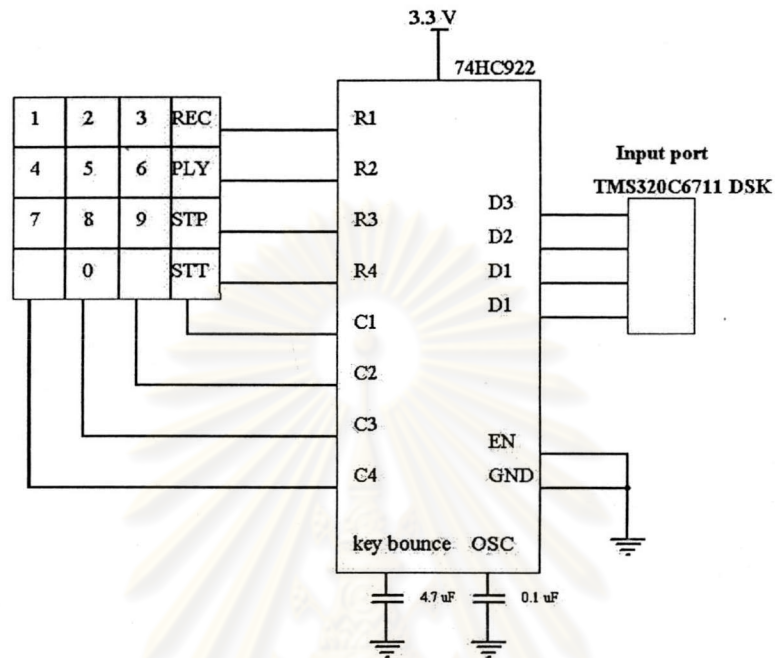 3.3 V
74HC922
1 2 3 REC
4 5 6 PLY
7 8 9 STP
0 STT
R1
R2
R3
R4
C1
C2
C3
C4
D3
D2
D1
D1
EN
GND
key bounce OSC
Input port
TMS320C6711 DSK
4.7 uF
0.1 uF